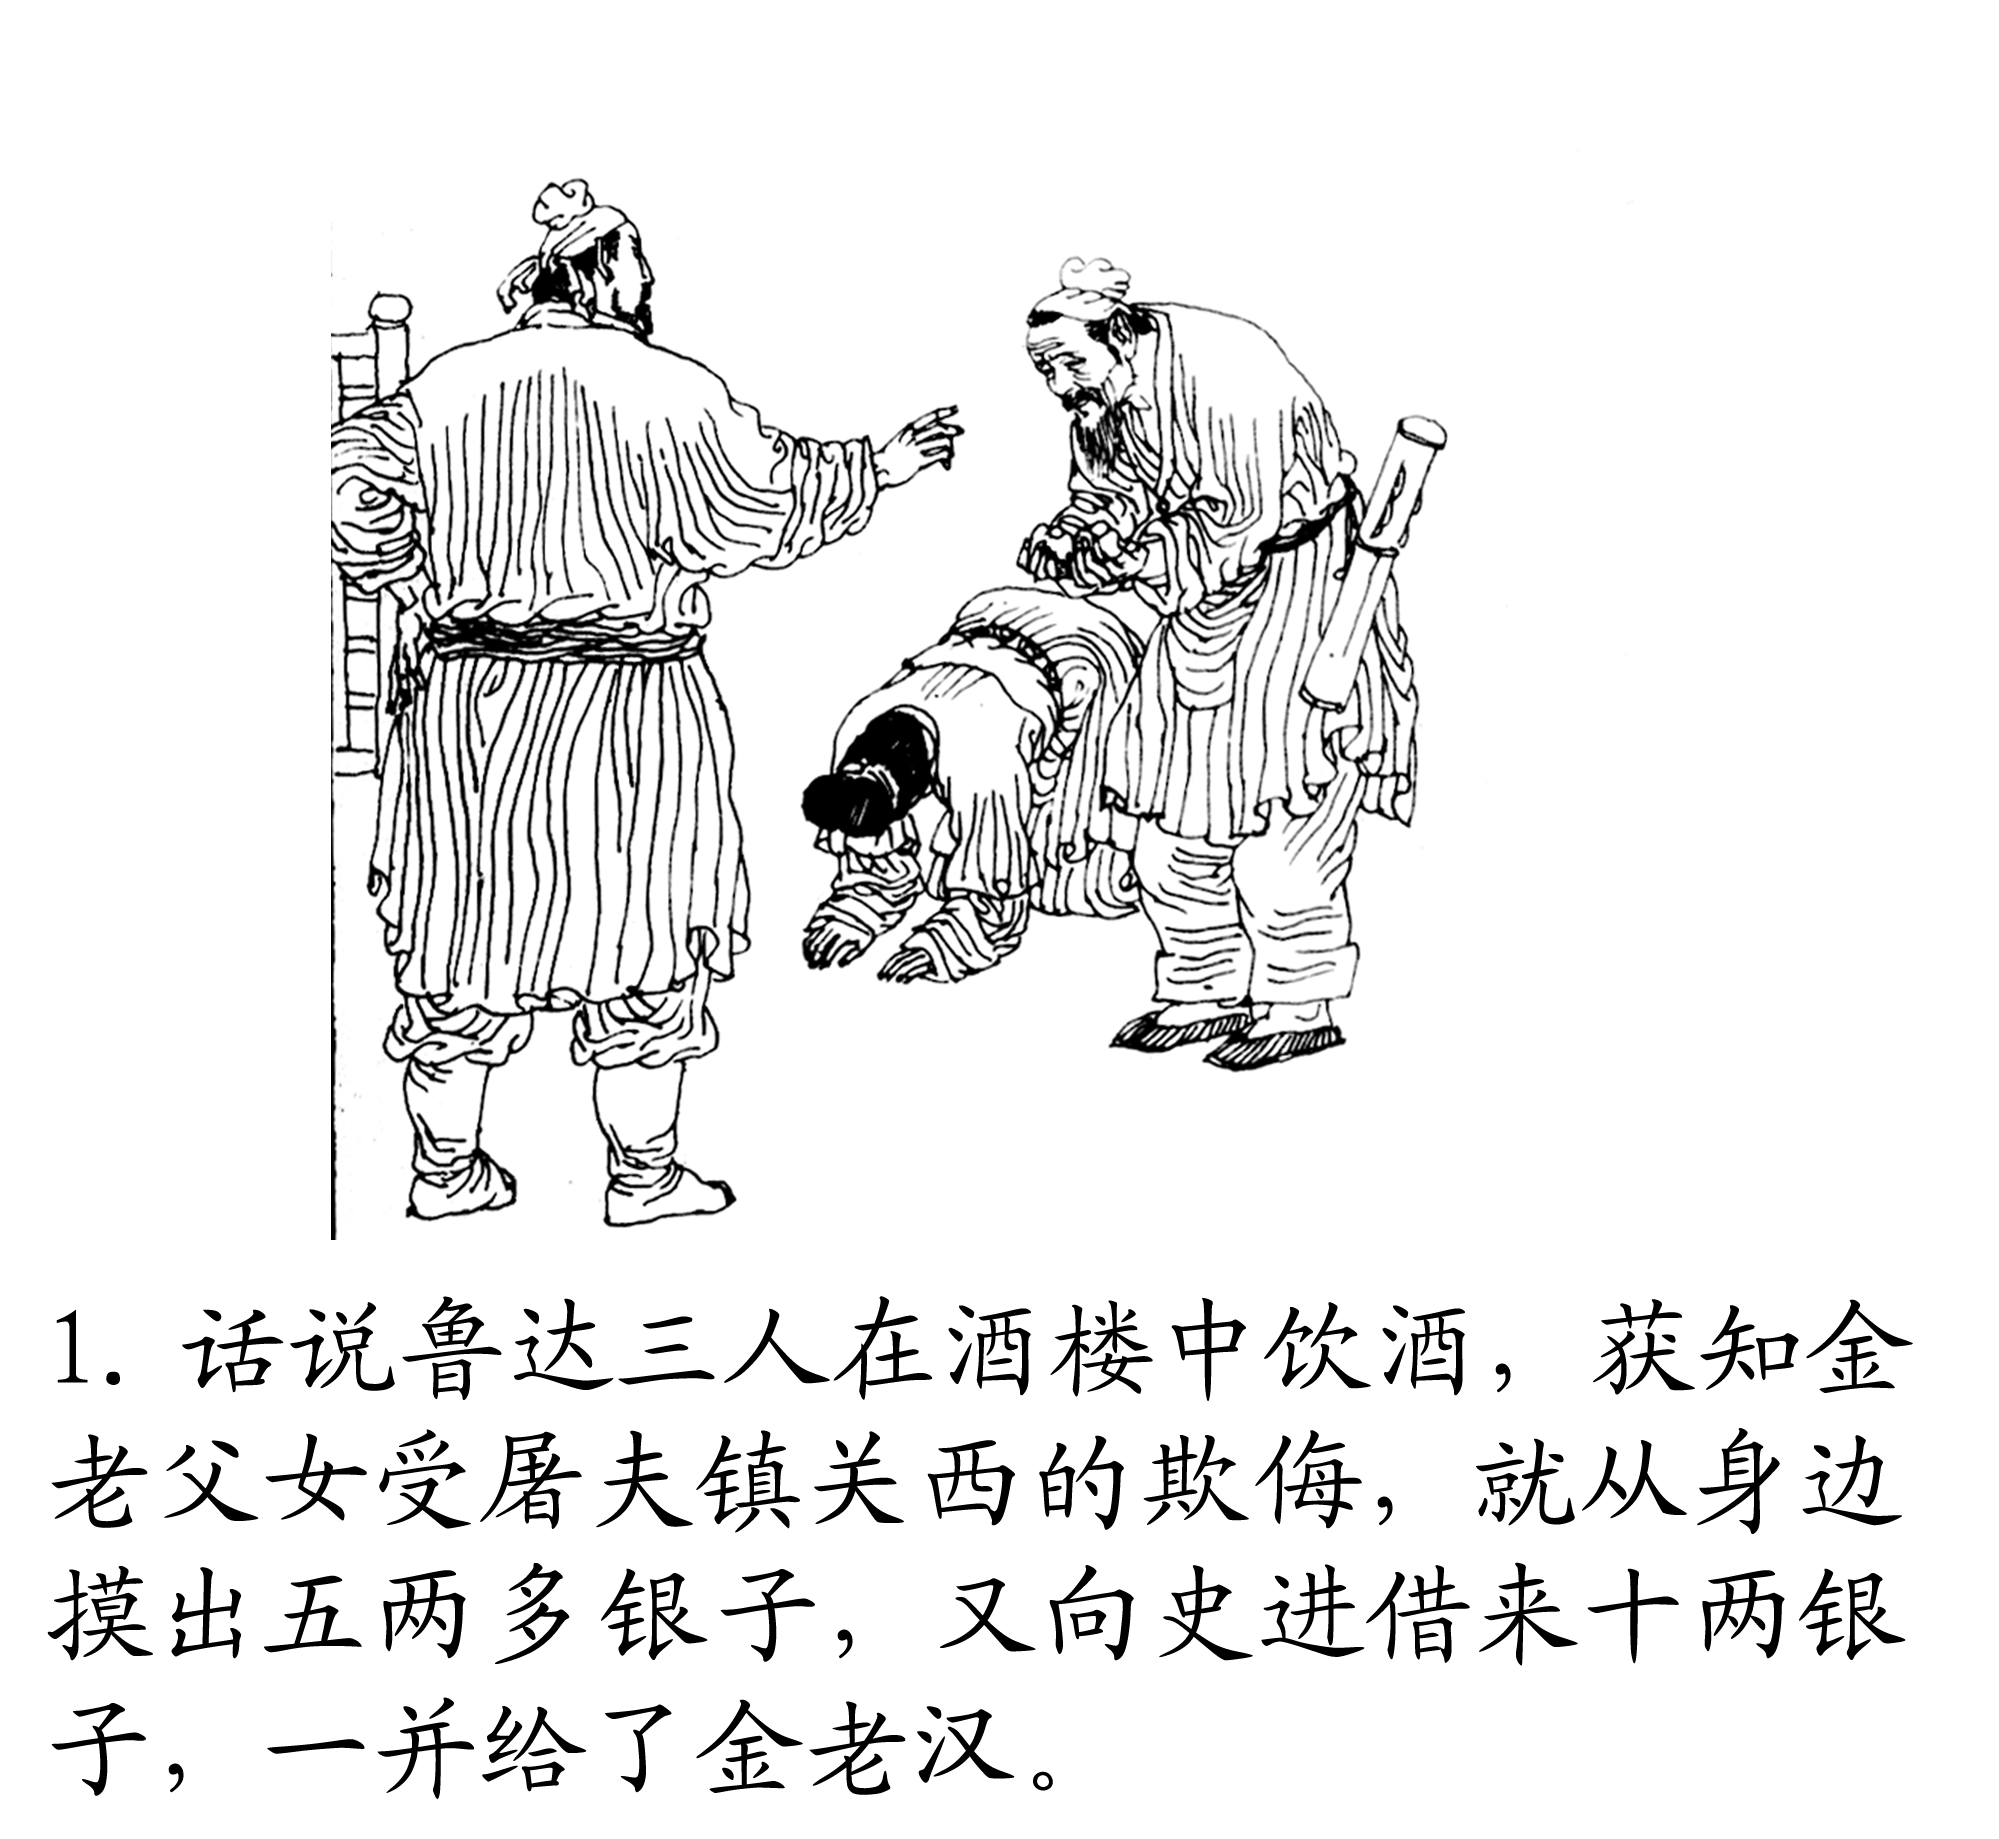 1. 话说鲁达三人在酒楼中饮酒，获知金
老父女受屠夫镇关西的欺侮，就从身边
摸出五两多银子，又向史进借来十两银
子，一并给了金老汉。